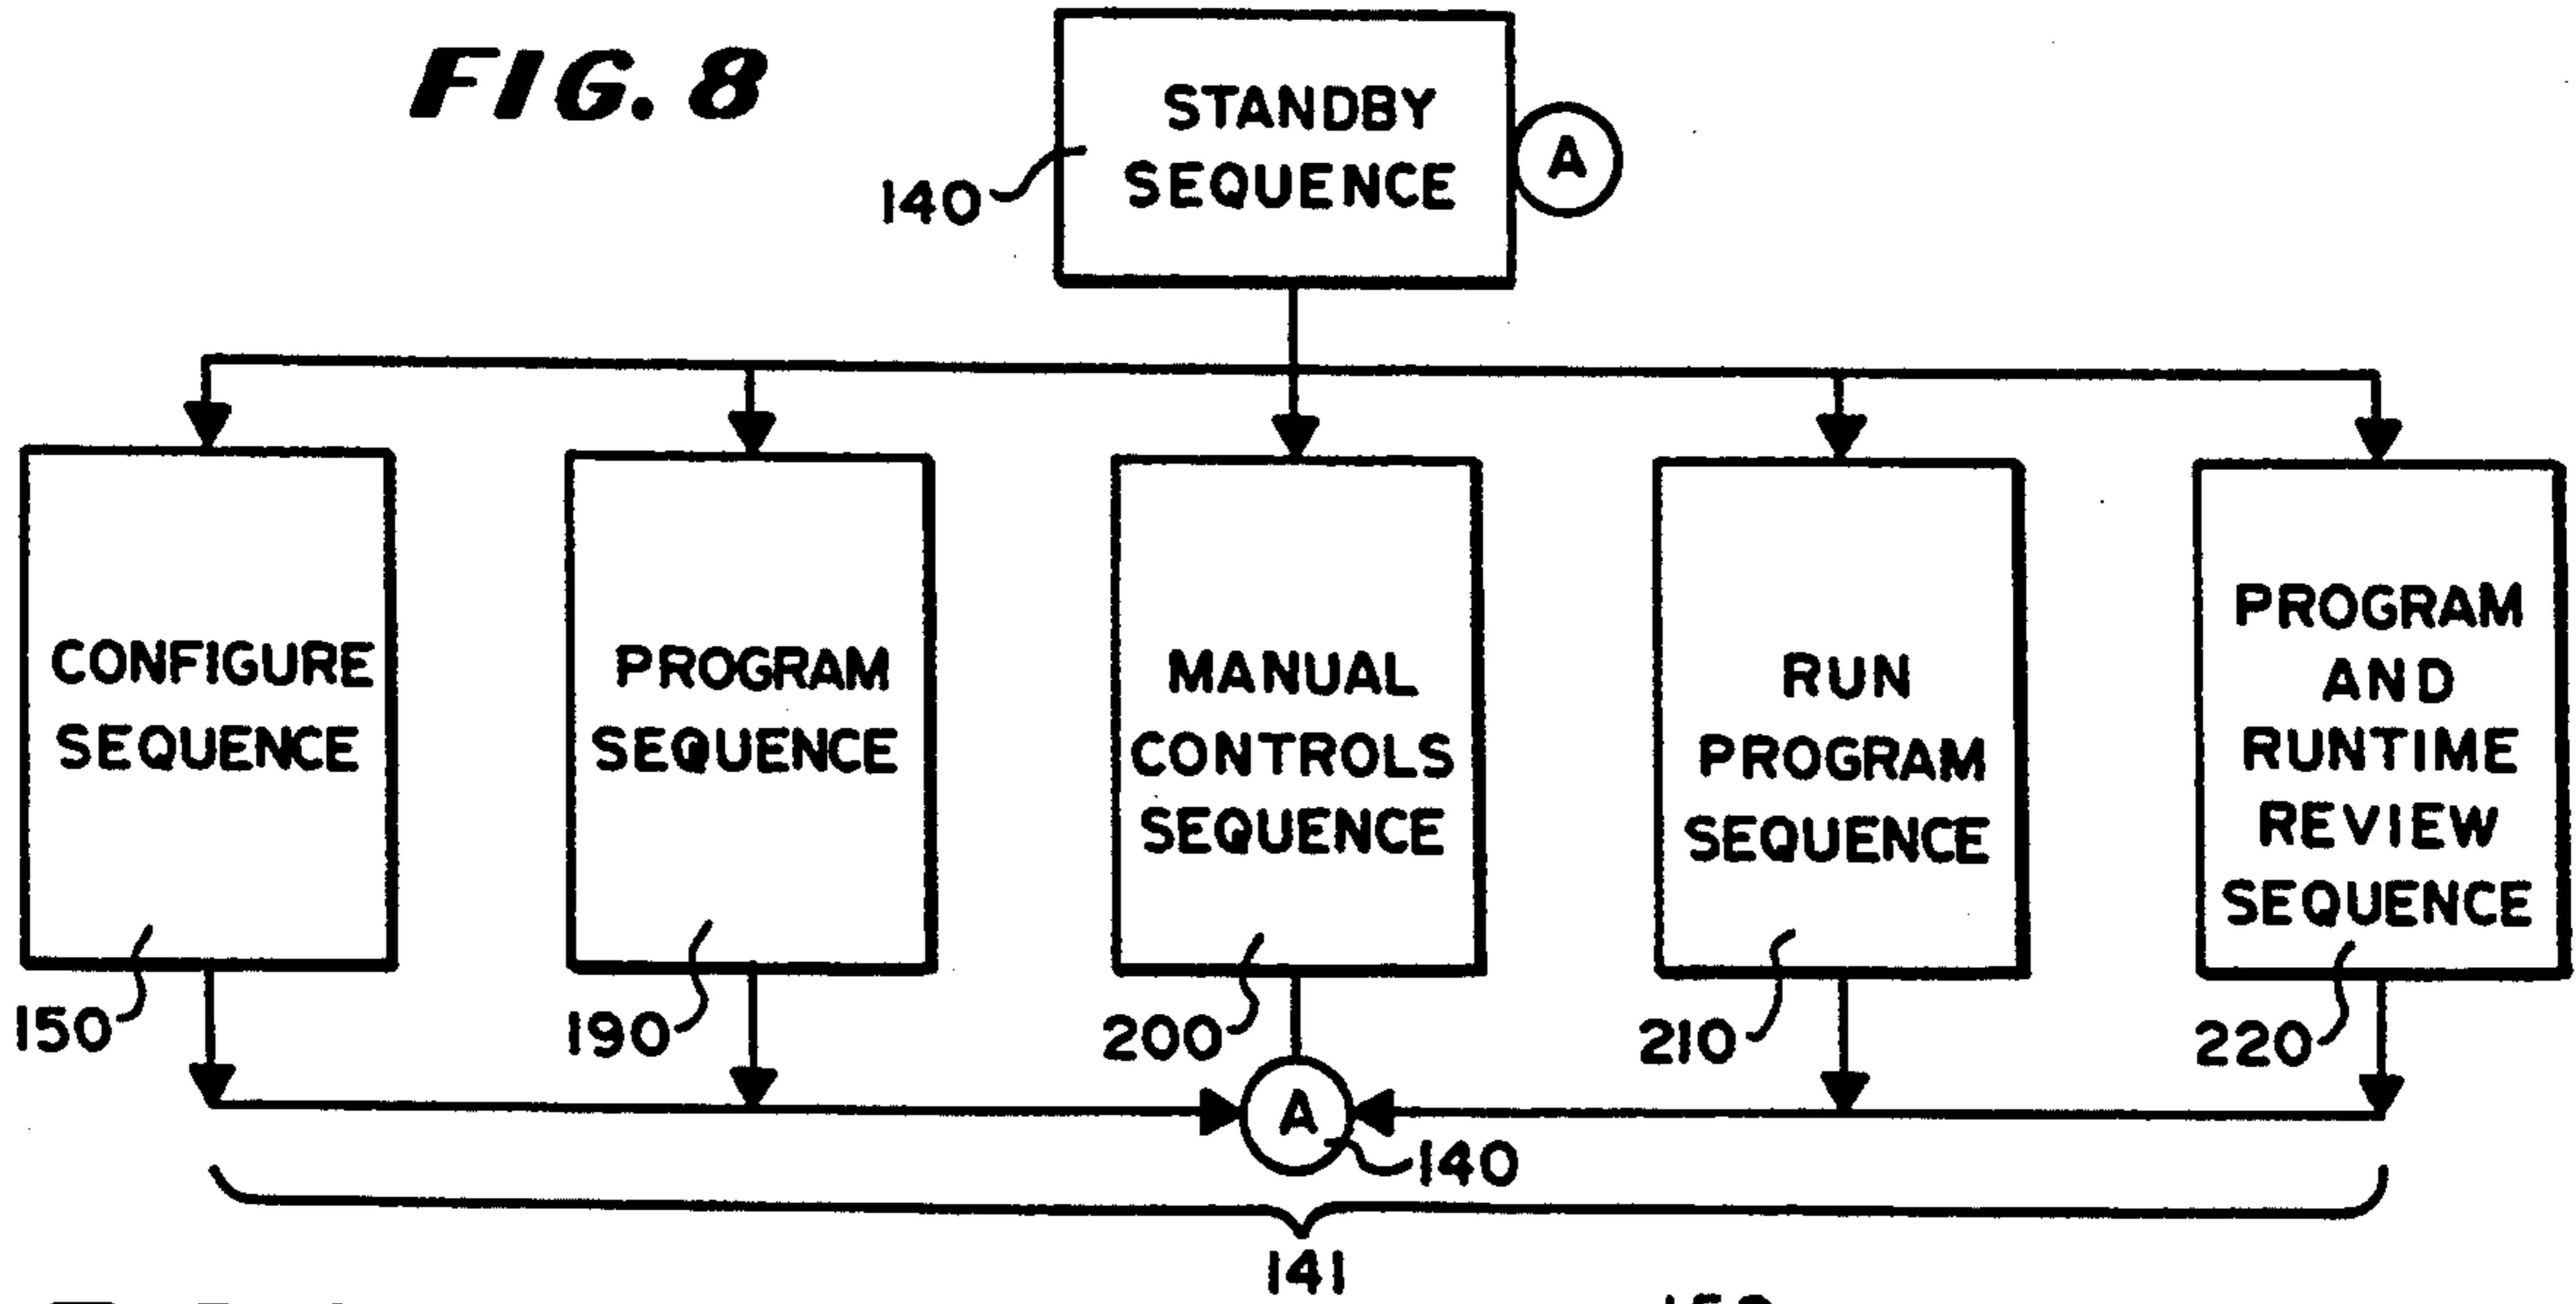 FIG. 8
STANDBY
SEQUENCE
A
140
CONFIGURE
SEQUENCE
150
PROGRAM
SEQUENCE
190
MANUAL
CONTROLS
SEQUENCE
200
RUN
PROGRAM
SEQUENCE
210
PROGRAM
AND
RUNTIME
REVIEW
SEQUENCE
220
A
140
141